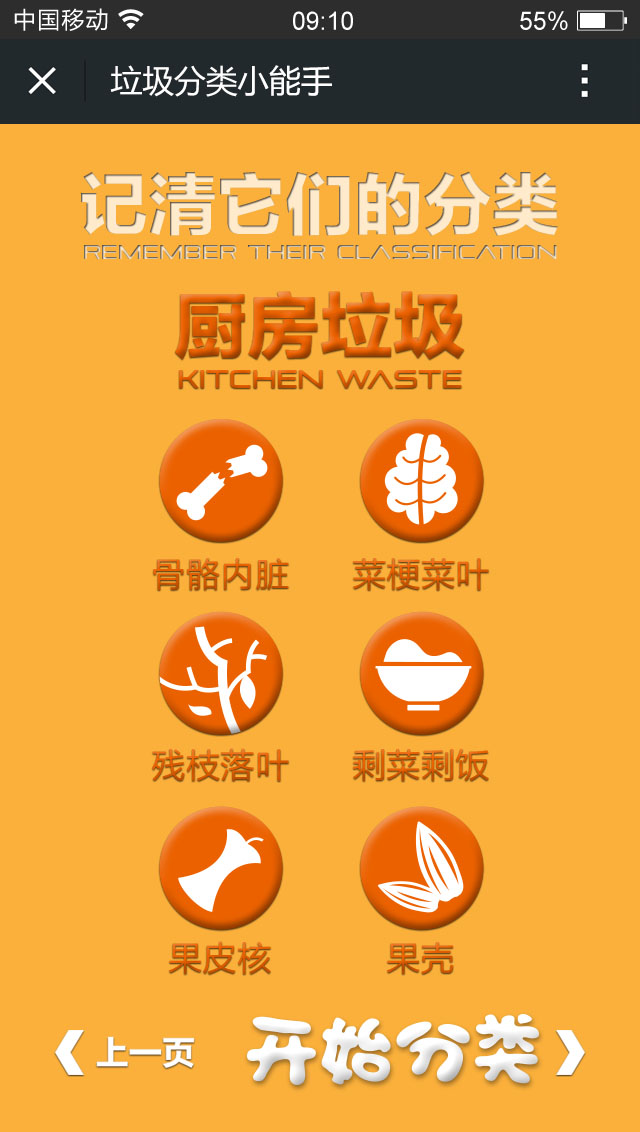 中国移动 09:10 55%
垃圾分类小能手
记清它们的分类
REMEMBER THEIR CLASSIFICATION
厨房垃圾
KITCHEN WASTE
骨骼内脏 菜梗菜叶
残枝落叶 剩菜剩饭
果皮核 果壳
上一页 开始分类